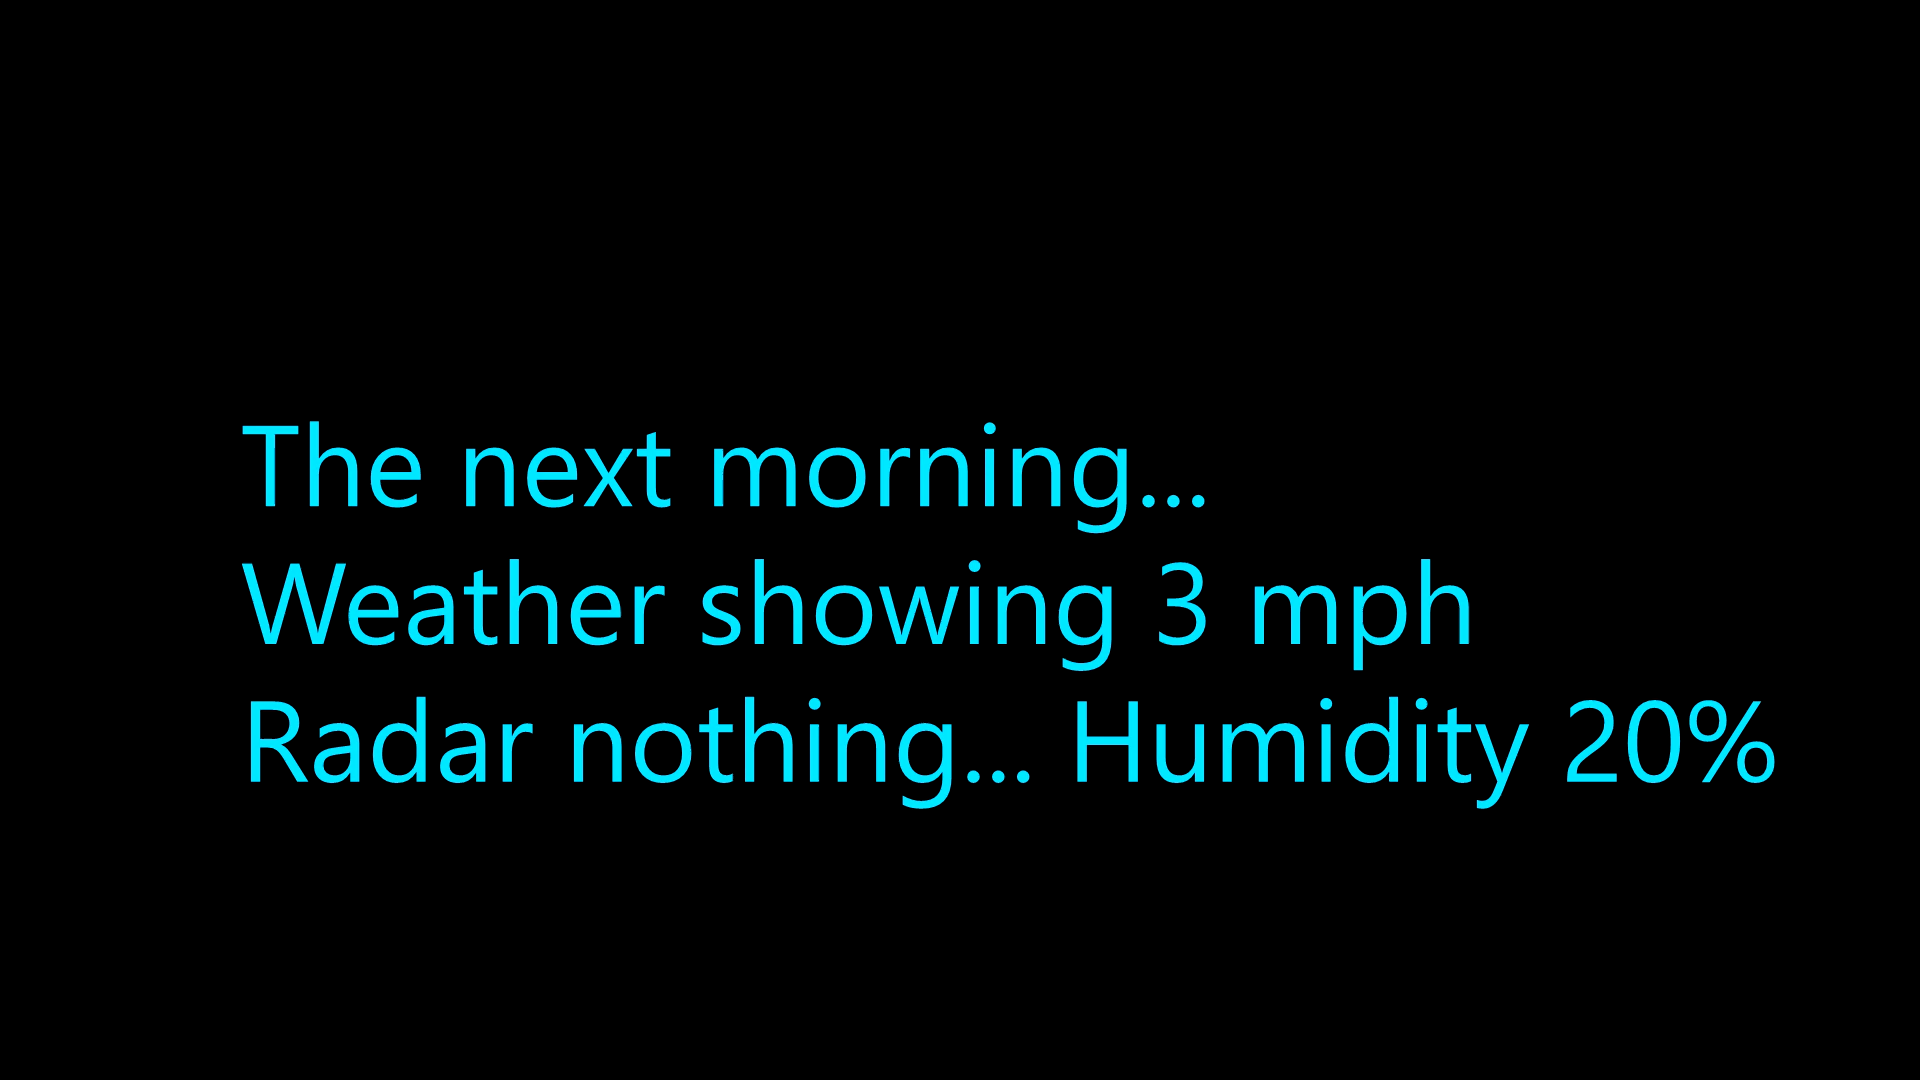 The next morning...
Weather showing 3 mph
Radar nothing... Humidity 20%